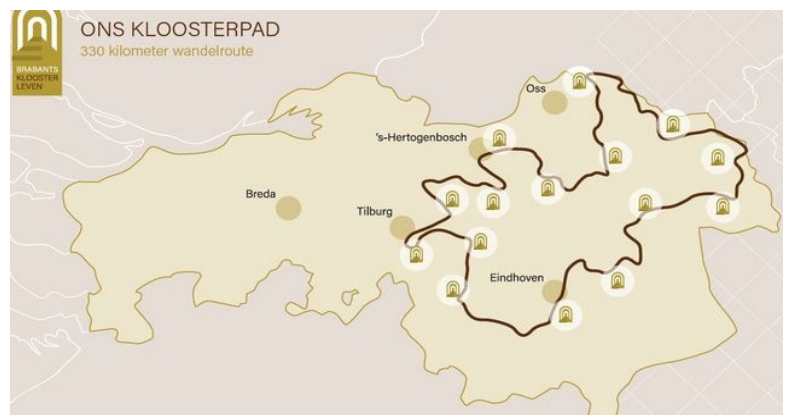 ONS KLOOSTERPAD
330 kilometer wandelroute
BRABANTS
KLOOSTER
LEVEN
Oss
's-Hertogenbosch
Breda
Tilburg
Eindhoven